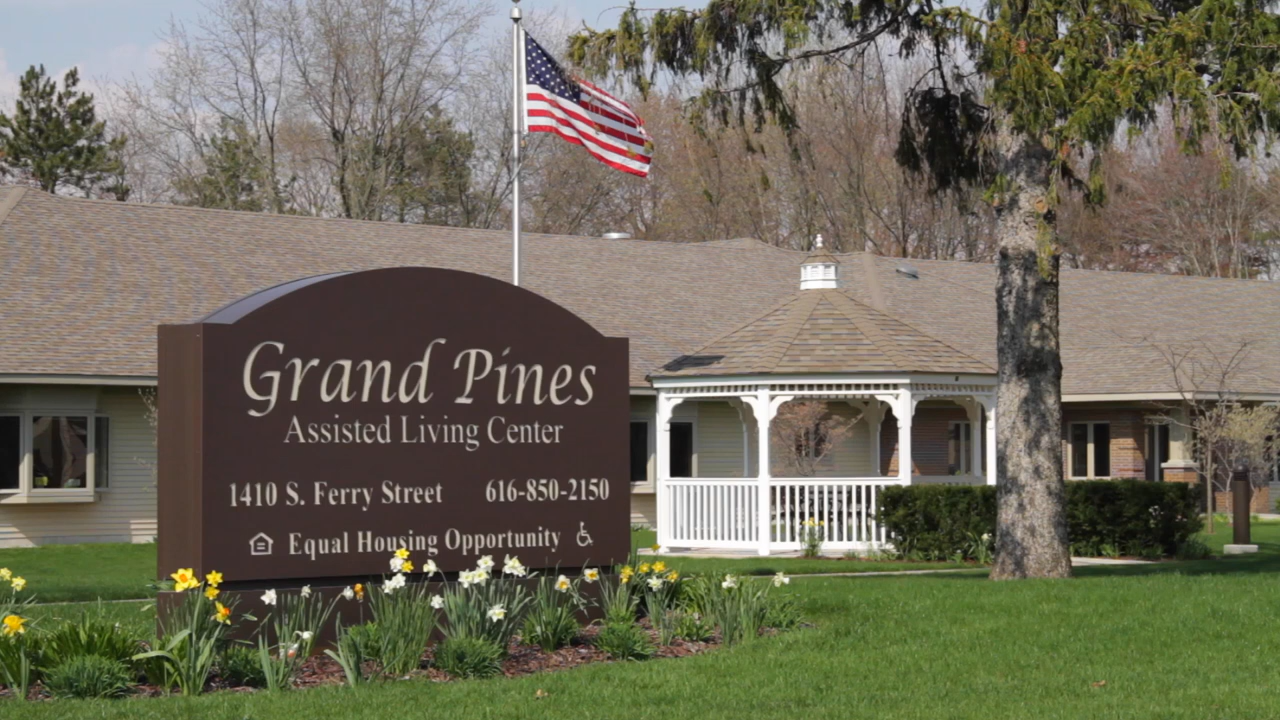 Grand Pines
Assisted Living Center
1410 S. Ferry Street 616-850-2150
Equal Housing Opportunity